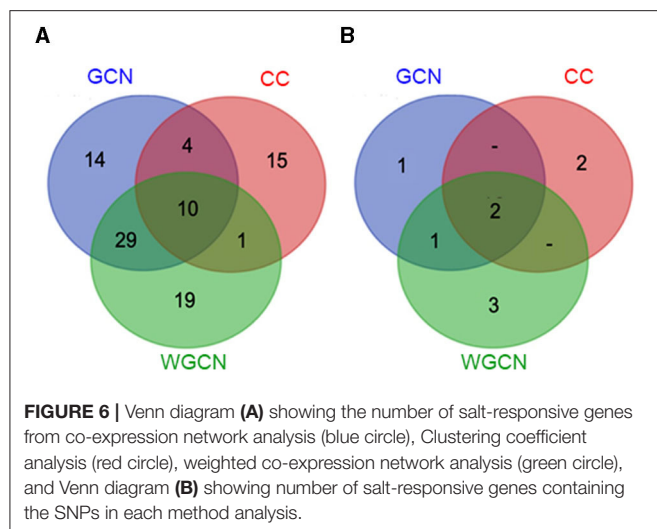 A
B
GCN
CC
GCN
CC
14
4
15
1
-
2
10
2
29
1
1
-
19
3
WGCN
WGCN
FIGURE 6 | Venn diagram (A) showing the number of salt-responsive genes
from co-expression network analysis (blue circle), Clustering coefficient
analysis (red circle), weighted co-expression network analysis (green circle),
and Venn diagram (B) showing number of salt-responsive genes containing
the SNPs in each method analysis.